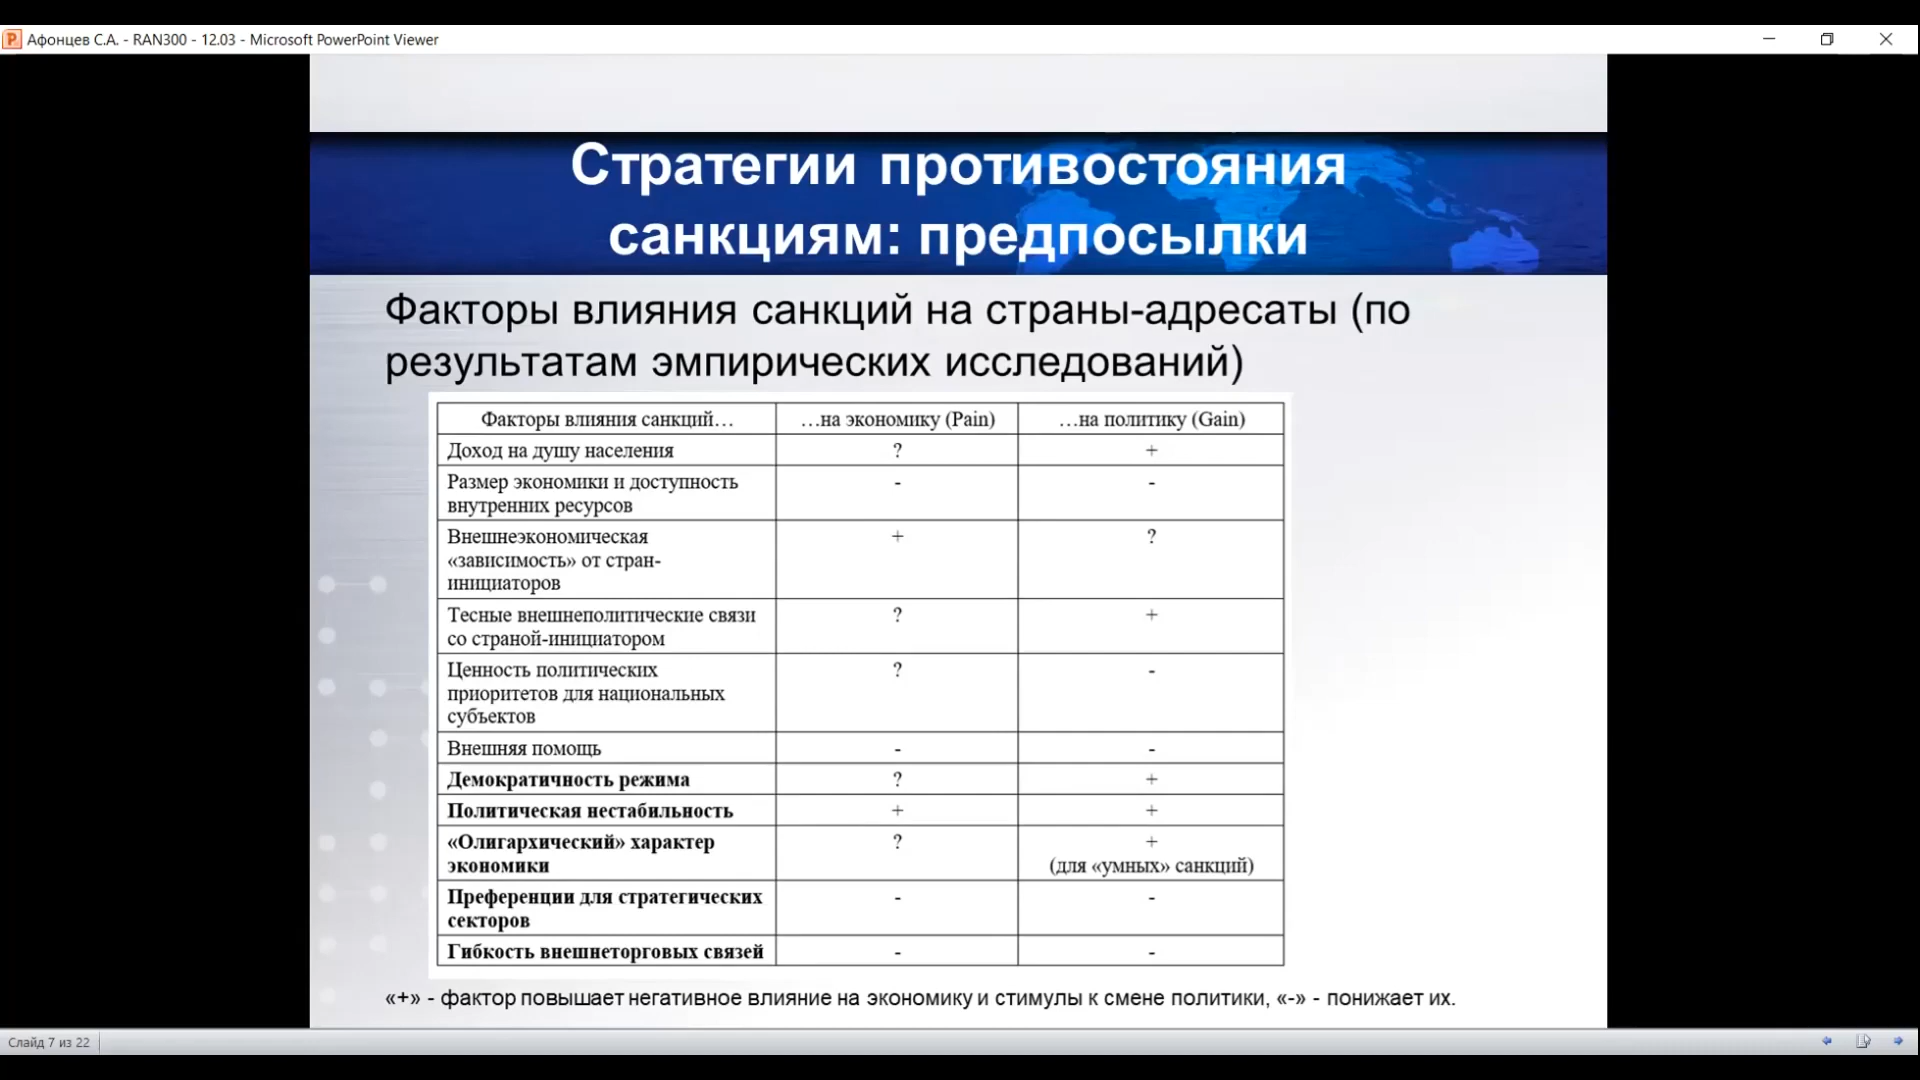 Афонцев С.А. - RAN300 - 12.03 - Microsoft PowerPoint Viewer
Стратегии противостояния
санкциям: предпосылки
Факторы влияния санкций на страны-адресаты (по
результатам эмпирических исследований)
Факторы влияния санкций… …на экономику (Pain) …на политику (Gain)
Доход на душу населения ? +
Размер экономики и доступность - -
внутренних ресурсов
Внешнеэкономическая + ?
«зависимость» от стран-
инициаторов
Тесные внешнеполитические связи ? +
со страной-инициатором
Ценность политических ? -
приоритетов для национальных
субъектов
Внешняя помощь - -
Демократичность режима ? +
Политическая нестабильность + +
«Олигархический» характер ? +
экономики (для «умных» санкций)
Преференции для стратегических - -
секторов
Гибкость внешнеторговых связей - -
«+» - фактор повышает негативное влияние на экономику и стимулы к смене политики, «-» - понижает их.
Слайд 7 из 22